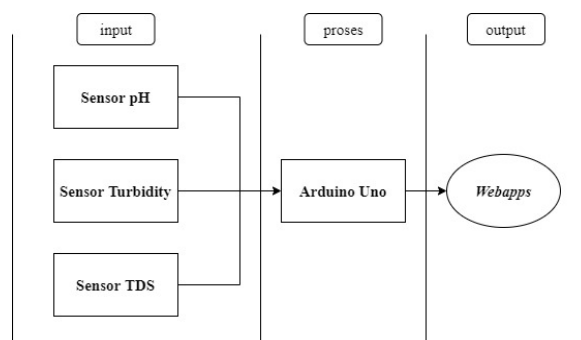 input
proses
output
Sensor pH
Sensor Turbidity
Sensor TDS
Arduino Uno
Webapps